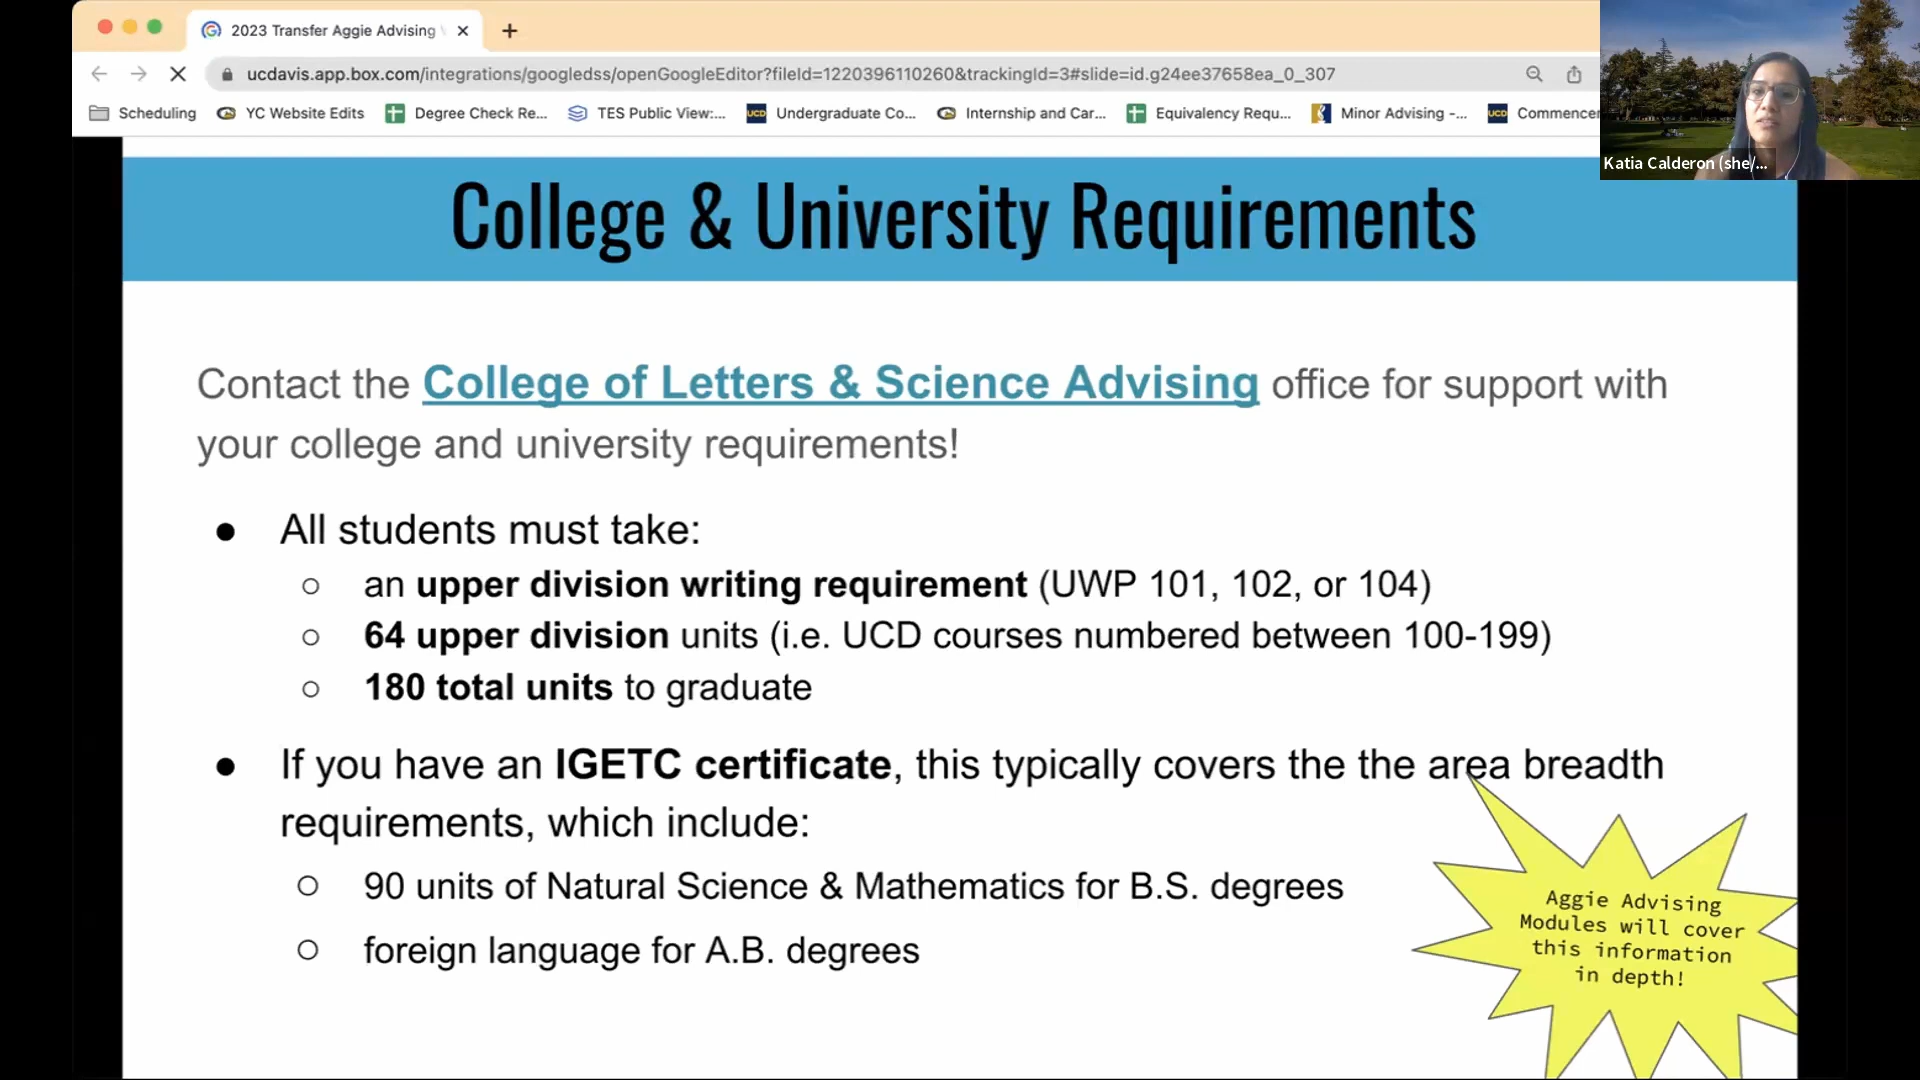 2023 Transfer Aggie Advising
ucdavis.app.box.com/integrations/googledss/openGoogleEditor?fileId=1220396110260&trackingId=3#slide=id.g24ee37658ea_0_307
Scheduling YC Website Edits Degree Check Re... TES Public View:... UCD Undergraduate Co... Internship and Car... Equivalency Requ... Minor Advising -... UCD Commencer
Katia Calderon (she/...
College & University Requirements
Contact the College of Letters & Science Advising office for support with
your college and university requirements!
● All students must take:
○ an upper division writing requirement (UWP 101, 102, or 104)
○ 64 upper division units (i.e. UCD courses numbered between 100-199)
○ 180 total units to graduate
● If you have an IGETC certificate, this typically covers the the area breadth
requirements, which include:
○ 90 units of Natural Science & Mathematics for B.S. degrees
○ foreign language for A.B. degrees
Aggie Advising
Modules will cover
this information
in depth!